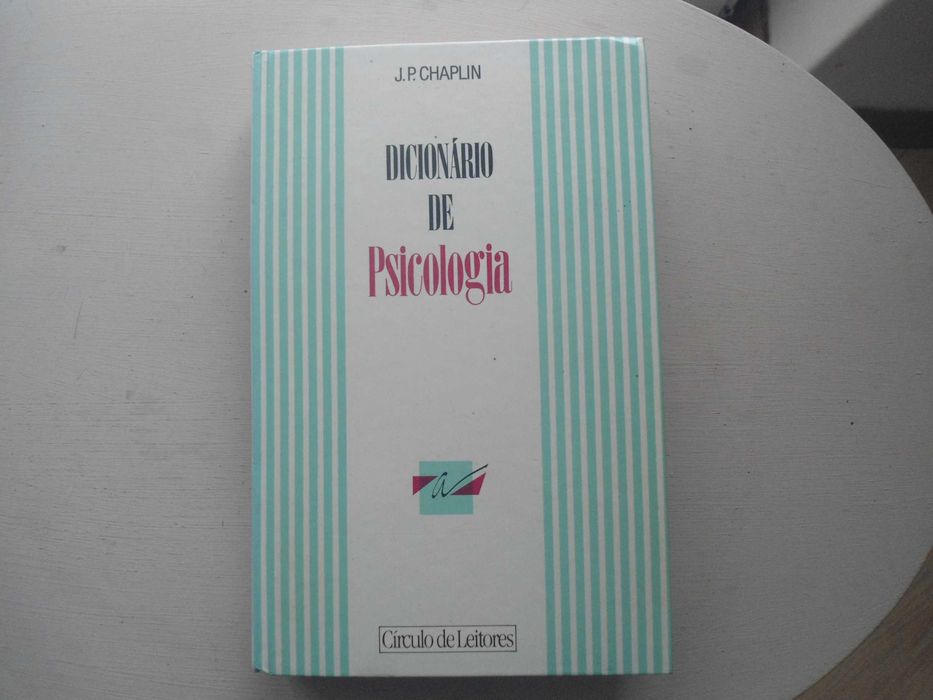 J.P. CHAPLIN
DICIONÁRIO
DE
Psicologia
a
Círculo de Leitores